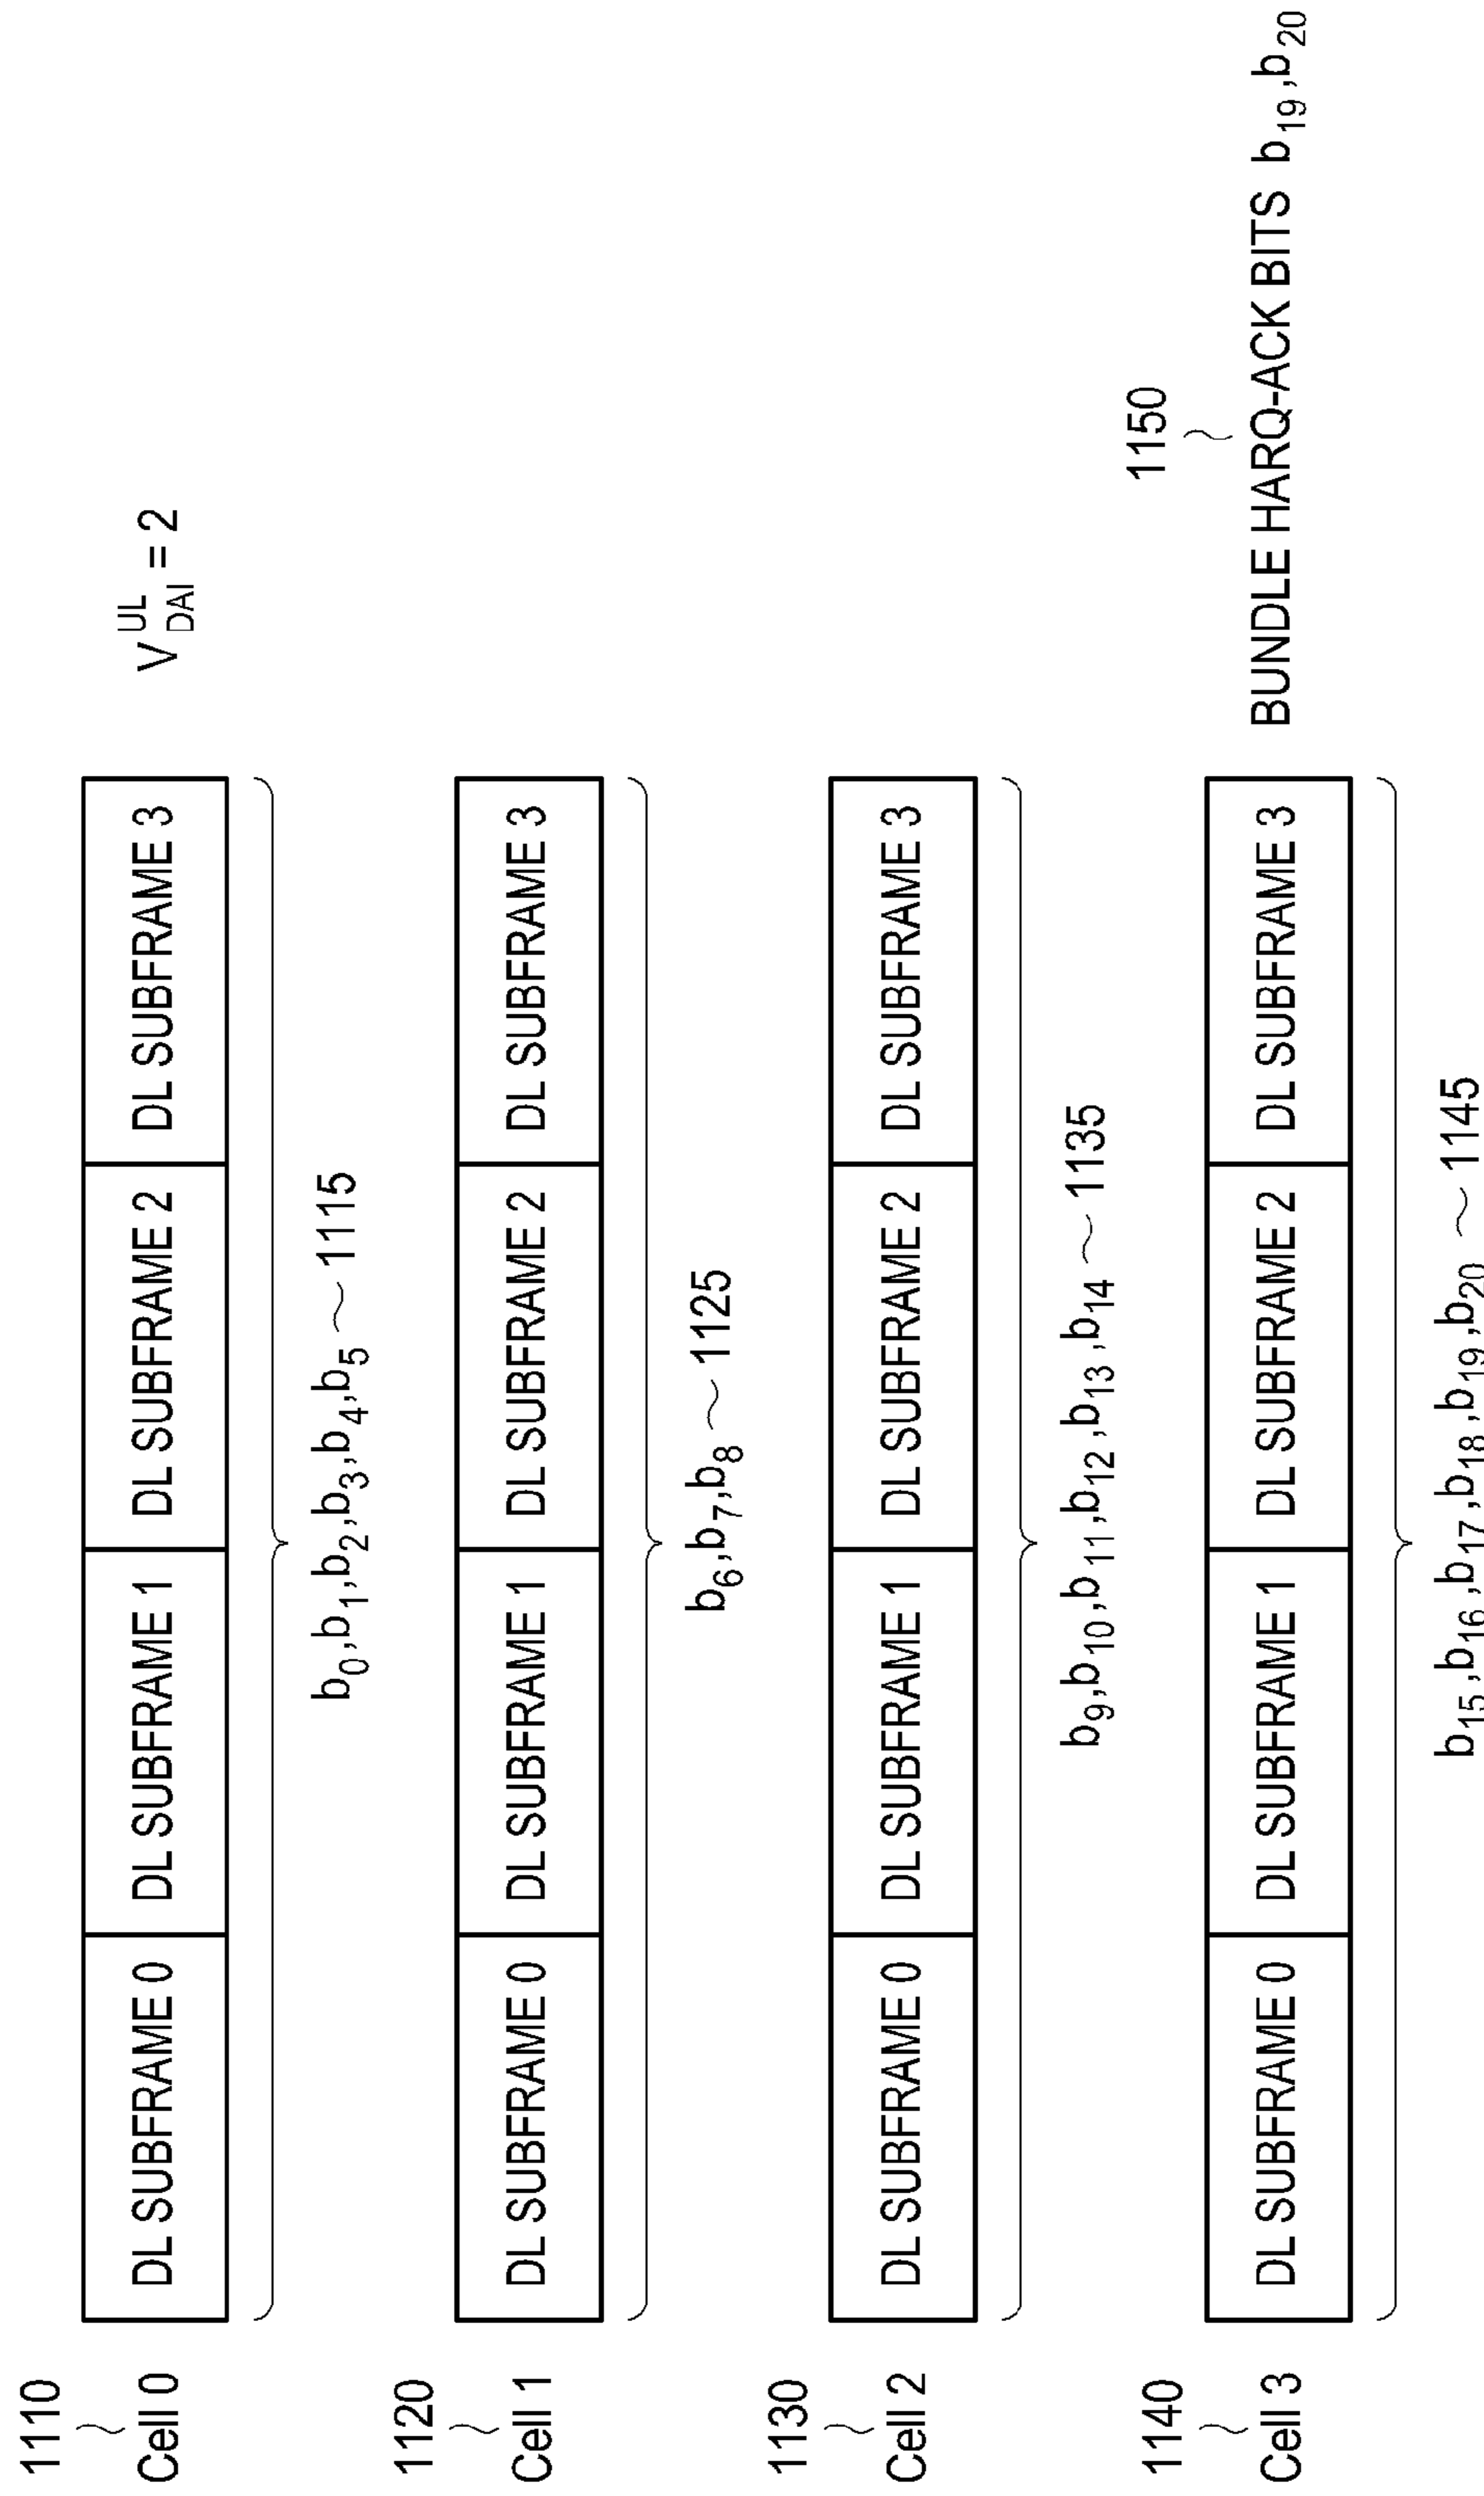 1110
Cell 0
DL SUBFRAME 0 DL SUBFRAME 1 DL SUBFRAME 2 DL SUBFRAME 3
V UL DAI = 2
b0,b1,b2,b3,b4,b5 ~ 1115
1120
Cell 1
DL SUBFRAME 0 DL SUBFRAME 1 DL SUBFRAME 2 DL SUBFRAME 3
b6,b7,b8 ~ 1125
1130
Cell 2
DL SUBFRAME 0 DL SUBFRAME 1 DL SUBFRAME 2 DL SUBFRAME 3
b9,b10,b11,b12,b13,b14 ~ 1135
1140
1150
Cell 3
DL SUBFRAME 0 DL SUBFRAME 1 DL SUBFRAME 2 DL SUBFRAME 3
BUNDLE HARQ-ACK BITS b19,b20
b15,b16,b17,b18,b19,b20 ~ 1145